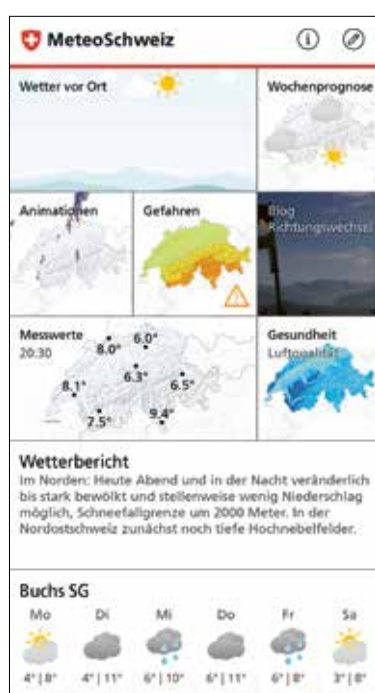 MeteoSchweiz
Wetter vor Ort
Wochenprognose
Animationen
Gefahren
Blog
Richtungswechsel
Messwerte
20:30
8.0°
6.0°
6.3°
8.1°
6.5°
7.5°
9.4°
Gesundheit
Luftqualität
Wetterbericht
Im Norden: Heute Abend und in der Nacht veränderlich
bis stark bewölkt und stellenweise wenig Niederschlag
möglich, Schneefallgrenze um 2000 Meter. In der
Nordostschweiz zunächst noch tiefe Hochnebelfelder.
Buchs SG
Mo Di Mi Do Fr Sa
4°|8° 4°|11° 6°|10° 6°|11° 6°|8° 3°|8°